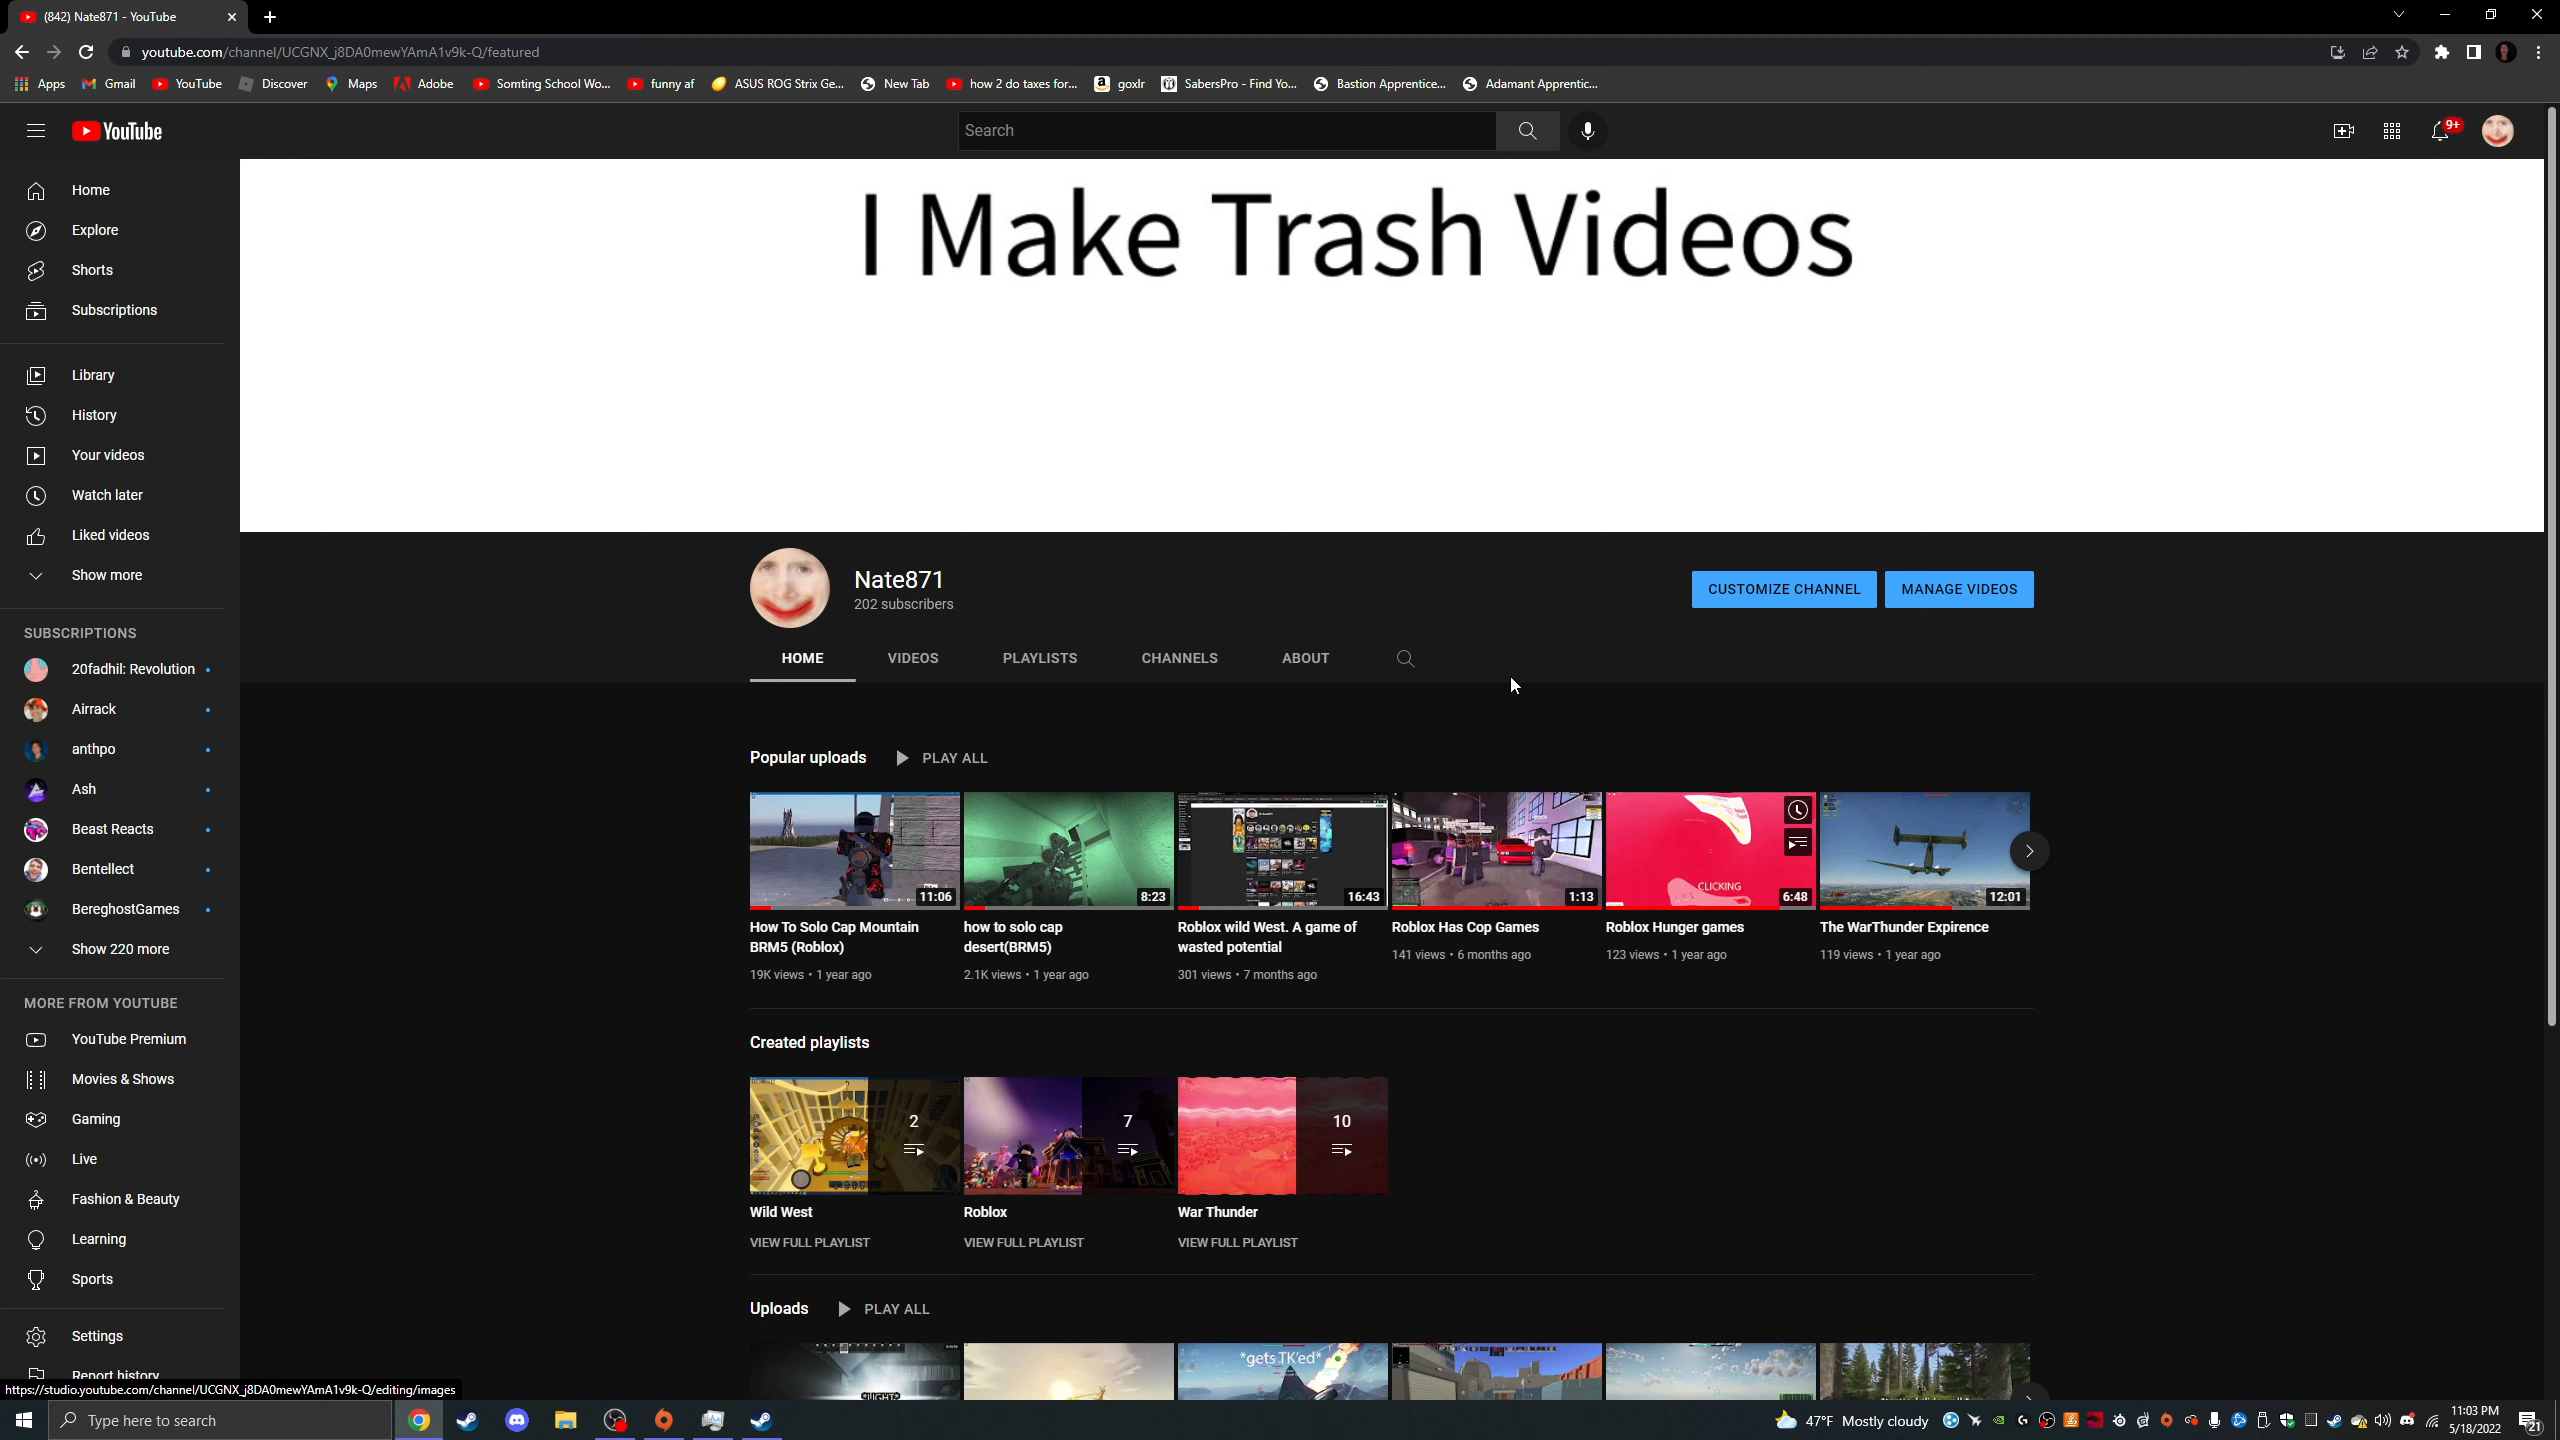 (842) Nate871 - YouTube
youtube.com/channel/UCGNX_j8DA0mewYAmA1v9k-Q/featured
Apps
Gmail
YouTube
Discover
Maps
Adobe
Somting School Wo...
funny af
ASUS ROG Strix Ge...
New Tab
how 2 do taxes for...
goxlr
SabersPro - Find Yo...
Bastion Apprentice...
Adamant Apprentic...
YouTube
Search
9+
Home
Explore
Shorts
Subscriptions
Library
History
Your videos
Watch later
Liked videos
Show more
SUBSCRIPTIONS
20fadhil: Revolution
Airrack
anthpo
Ash
Beast Reacts
Bentellect
BereghostGames
Show 220 more
MORE FROM YOUTUBE
YouTube Premium
Movies & Shows
Gaming
Live
Fashion & Beauty
Learning
Sports
Settings
Report history
I Make Trash Videos
Nate871
202 subscribers
CUSTOMIZE CHANNEL
MANAGE VIDEOS
HOME
VIDEOS
PLAYLISTS
CHANNELS
ABOUT
Popular uploads
PLAY ALL
11:06
How To Solo Cap Mountain
BRM5 (Roblox)
19K views • 1 year ago
8:23
how to solo cap
desert(BRM5)
2.1K views • 1 year ago
16:43
Roblox wild West. A game of
wasted potential
301 views • 7 months ago
1:13
Roblox Has Cop Games
141 views • 6 months ago
CLICKING
6:48
Roblox Hunger games
123 views • 1 year ago
12:01
The WarThunder Expirence
119 views • 1 year ago
Created playlists
2
Wild West
VIEW FULL PLAYLIST
7
Roblox
VIEW FULL PLAYLIST
10
War Thunder
VIEW FULL PLAYLIST
Uploads
PLAY ALL
*LIGHT*
*gets TK'ed*
https://studio.youtube.com/channel/UCGNX_j8DA0mewYAmA1v9k-Q/editing/images
Type here to search
47°F Mostly cloudy
11:03 PM
5/18/2022
21